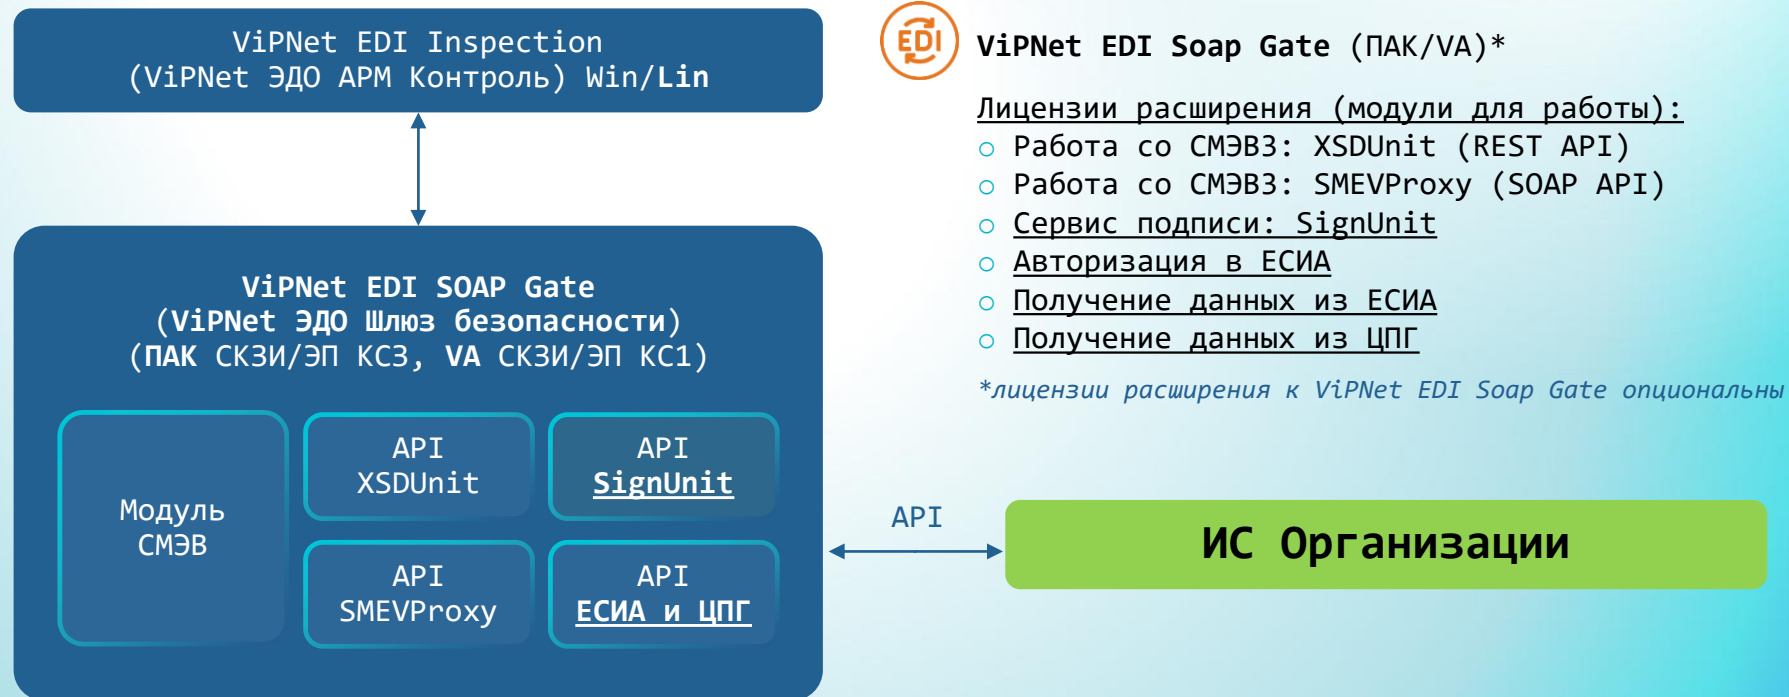 ViPNet EDI Inspection
(ViPNet ЭДО АРМ Контроль) Win/Lin
ViPNet EDI SOAP Gate
(ViPNet ЭДО Шлюз безопасности)
(ПАК СКЗИ/ЭП КС3, VA СКЗИ/ЭП КС1)
Модуль
СМЭВ
API
XSDUnit
API
SignUnit
API
SMEVProxy
API
ЕСИА и ЦПГ
EDI
ViPNet EDI Soap Gate (ПАК/VA)*
Лицензии расширения (модули для работы):
Работа со СМЭВ3: XSDUnit (REST API)
Работа со СМЭВ3: SMEVProxy (SOAP API)
Сервис подписи: SignUnit
Авторизация в ЕСИА
Получение данных из ЕСИА
Получение данных из ЦПГ
*лицензии расширения к ViPNet EDI Soap Gate опциональны
API
ИС Организации